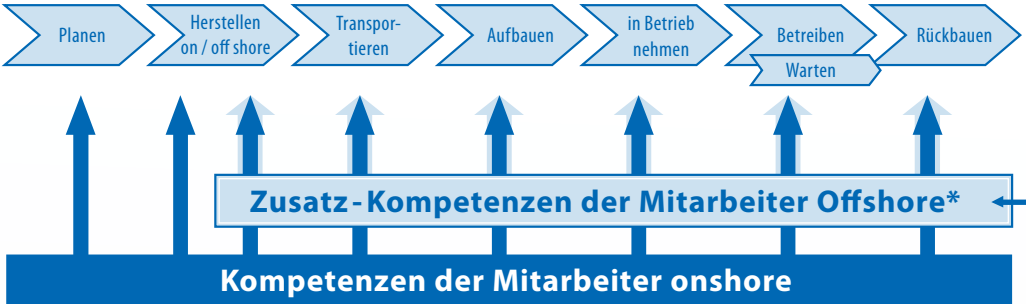 Planen
Herstellen
on / off shore
Transpor-
tieren
Aufbauen
in Betrieb
nehmen
Betreiben
Warten
Rückbauen
Zusatz-Kompetenzen der Mitarbeiter Offshore*
Kompetenzen der Mitarbeiter onshore